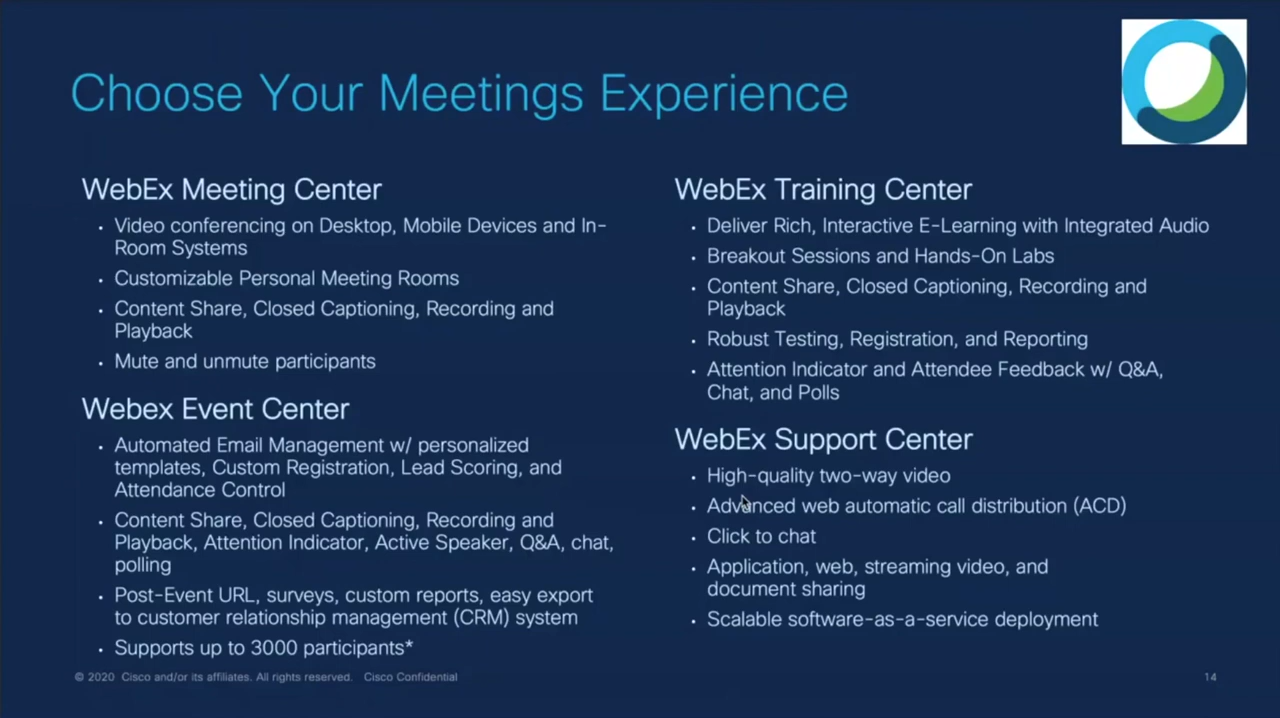 Choose Your Meetings Experience
WebEx Meeting Center
• Video conferencing on Desktop, Mobile Devices and In-
Room Systems
• Customizable Personal Meeting Rooms
• Content Share, Closed Captioning, Recording and
Playback
• Mute and unmute participants
Webex Event Center
• Automated Email Management w/ personalized
templates, Custom Registration, Lead Scoring, and
Attendance Control
• Content Share, Closed Captioning, Recording and
Playback, Attention Indicator, Active Speaker, Q&A, chat,
polling
• Post-Event URL, surveys, custom reports, easy export
to customer relationship management (CRM) system
• Supports up to 3000 participants*
WebEx Training Center
• Deliver Rich, Interactive E-Learning with Integrated Audio
• Breakout Sessions and Hands-On Labs
• Content Share, Closed Captioning, Recording and
Playback
• Robust Testing, Registration, and Reporting
• Attention Indicator and Attendee Feedback w/ Q&A,
Chat, and Polls
WebEx Support Center
• High-quality two-way video
• Advanced web automatic call distribution (ACD)
• Click to chat
• Application, web, streaming video, and
document sharing
• Scalable software-as-a-service deployment
© 2020 Cisco and/or its affiliates. All rights reserved. Cisco Confidential
14